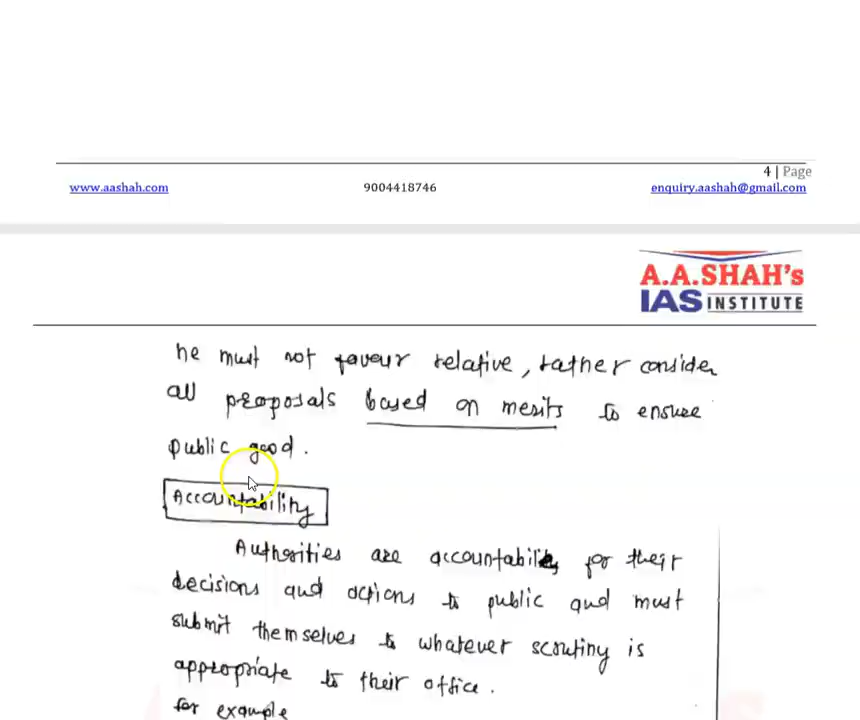 4 | Page
www.aashah.com 9004418746 enquiry.aashah@gmail.com
A.A.SHAH's
IAS INSTITUTE
he must not favour relative, rather consider
all proposals based on merits to ensure
public good.
Accountability
Authorities are accountable for their
decisions and actions to public and must
submit themselves to whatever scrutiny is
appropriate to their office.
for example